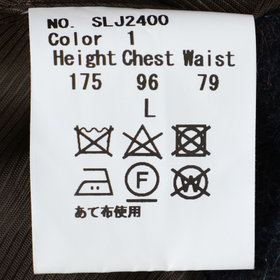 NO. SLJ2400
Color 1
Height Chest Waist
175 96 79
L
F W
あて布使用